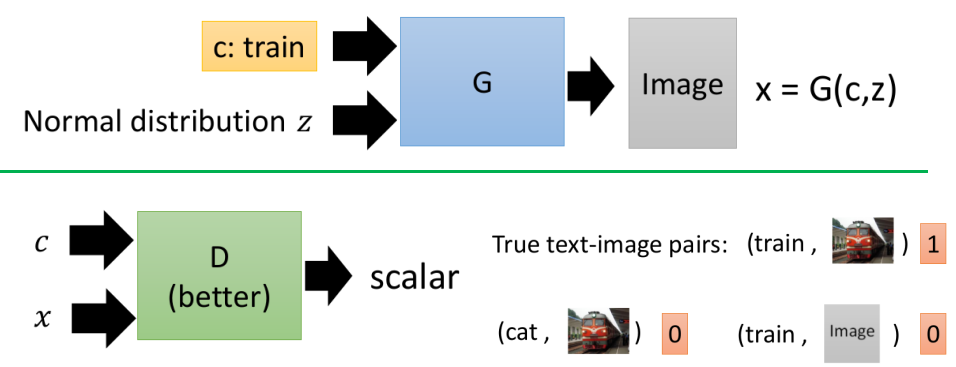 c: train
G
Image
x = G(c,z)
Normal distribution z
c
D
(better)
scalar
x
True text-image pairs: (train , ) 1
(cat , ) 0
(train , Image ) 0